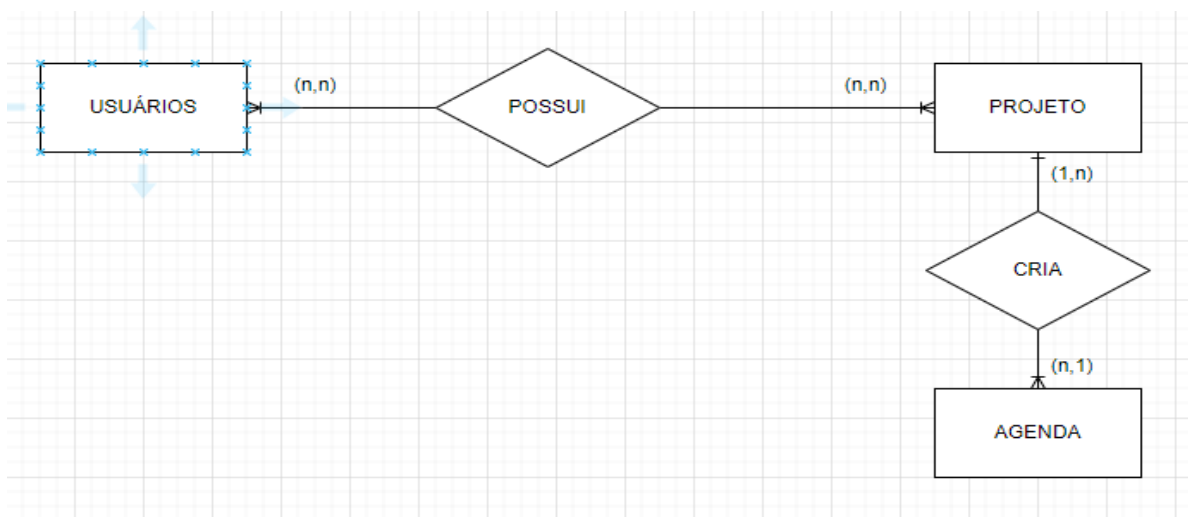 (n,n)
(n,n)
USUÁRIOS
POSSUI
PROJETO
(1,n)
CRIA
(n,1)
AGENDA